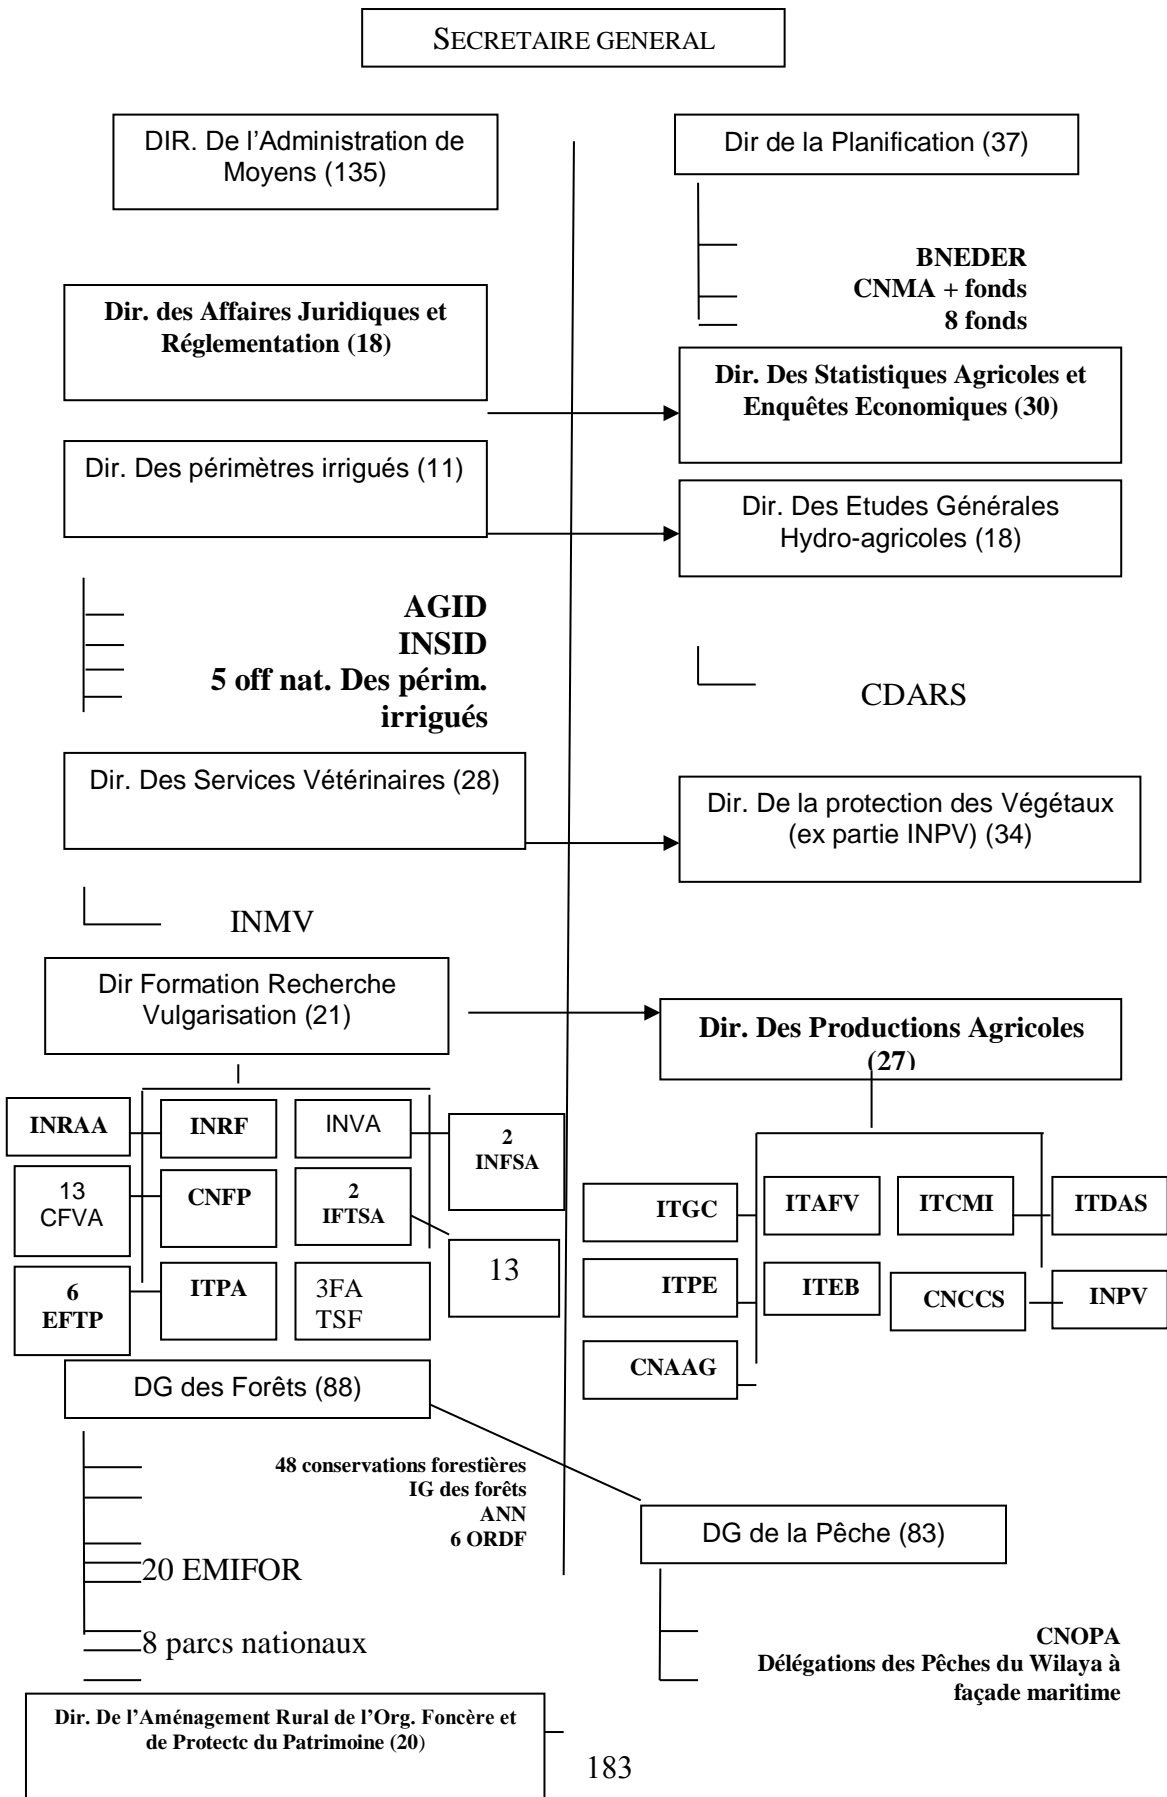 SECRETAIRE GENERAL
DIR. De l’Administration de
Moyens (135)
Dir de la Planification (37)
BNEDER
CNMA + fonds
8 fonds
Dir. des Affaires Juridiques et
Réglementation (18)
Dir. Des Statistiques Agricoles et
Enquêtes Economiques (30)
Dir. Des périmètres irrigués (11)
Dir. Des Etudes Générales
Hydro-agricoles (18)
AGID
INSID
5 off nat. Des périm.
irrigués
CDARS
Dir. Des Services Vétérinaires (28)
Dir. De la protection des Végétaux
(ex partie INPV) (34)
INMV
Dir Formation Recherche
Vulgarisation (21)
Dir. Des Productions Agricoles
(27)
INRAA
INRF
INVA
2
INFSA
13
CFVA
CNFP
2
IFTSA
13
6
EFTP
ITPA
3FA
TSF
ITGC
ITAFV
ITCMI
ITDAS
ITPE
ITEB
CNCCS
INPV
CNAAG
DG des Forêts (88)
48 conservations forestières
IG des forêts
ANN
6 ORDF
20 EMIFOR
8 parcs nationaux
DG de la Pêche (83)
CNOPA
Délégations des Pêches du Wilaya à
façade maritime
Dir. De l’Aménagement Rural de l’Org. Foncère et
de Protectc du Patrimoine (20)
183